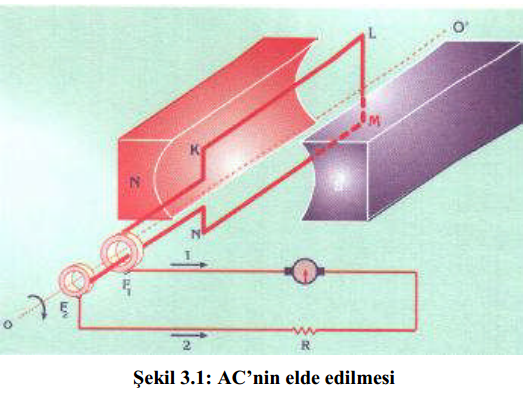 L
O'
K
M
N
N
1
F1
F2
O
2
R
Şekil 3.1: AC’nin elde edilmesi